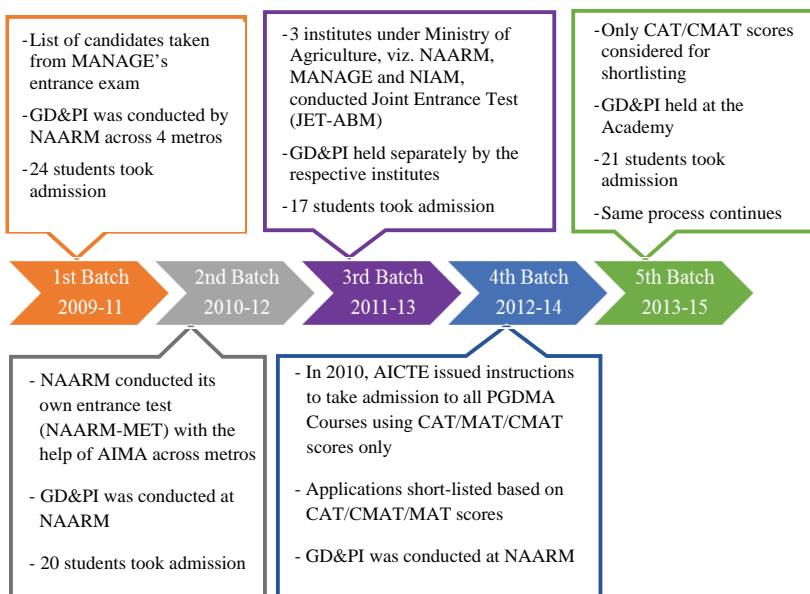 -List of candidates taken
from MANAGE's
entrance exam
-GD&PI was conducted by
NAARM across 4 metros
-24 students took
admission
-3 institutes under Ministry of
Agriculture, viz. NAARM,
MANAGE and NIAM,
conducted Joint Entrance Test
(JET-ABM)
-GD&PI held separately by the
respective institutes
-17 students took admission
-Only CAT/CMAT scores
considered for
shortlisting
-GD&PI held at the
Academy
-21 students took
admission
-Same process continues
1st Batch
2009-11
2nd Batch
2010-12
3rd Batch
2011-13
4th Batch
2012-14
5th Batch
2013-15
- NAARM conducted its
own entrance test
(NAARM-MET) with the
help of AIMA across metros
- GD&PI was conducted at
NAARM
- 20 students took admission
- In 2010, AICTE issued instructions
to take admission to all PGDMA
Courses using CAT/MAT/CMAT
scores only
- Applications short-listed based on
CAT/CMAT/MAT scores
- GD&PI was conducted at NAARM